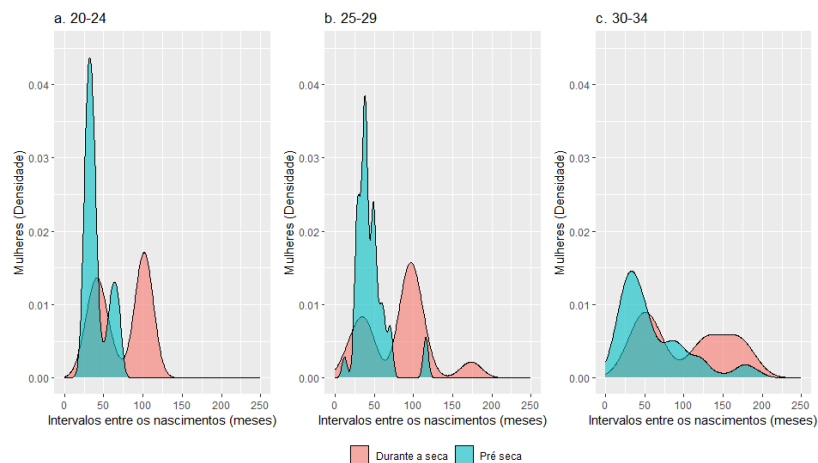 a. 20-24
b. 25-29
c. 30-34
Mulheres (Densidade)
0.04
0.03
0.02
0.01
0.00
0 50 100 150 200 250
Intervalos entre os nascimentos (meses)
Mulheres (Densidade)
0.04
0.03
0.02
0.01
0.00
0 50 100 150 200 250
Intervalos entre os nascimentos (meses)
Mulheres (Densidade)
0.04
0.03
0.02
0.01
0.00
0 50 100 150 200 250
Intervalos entre os nascimentos (meses)
Durante a seca Pré seca